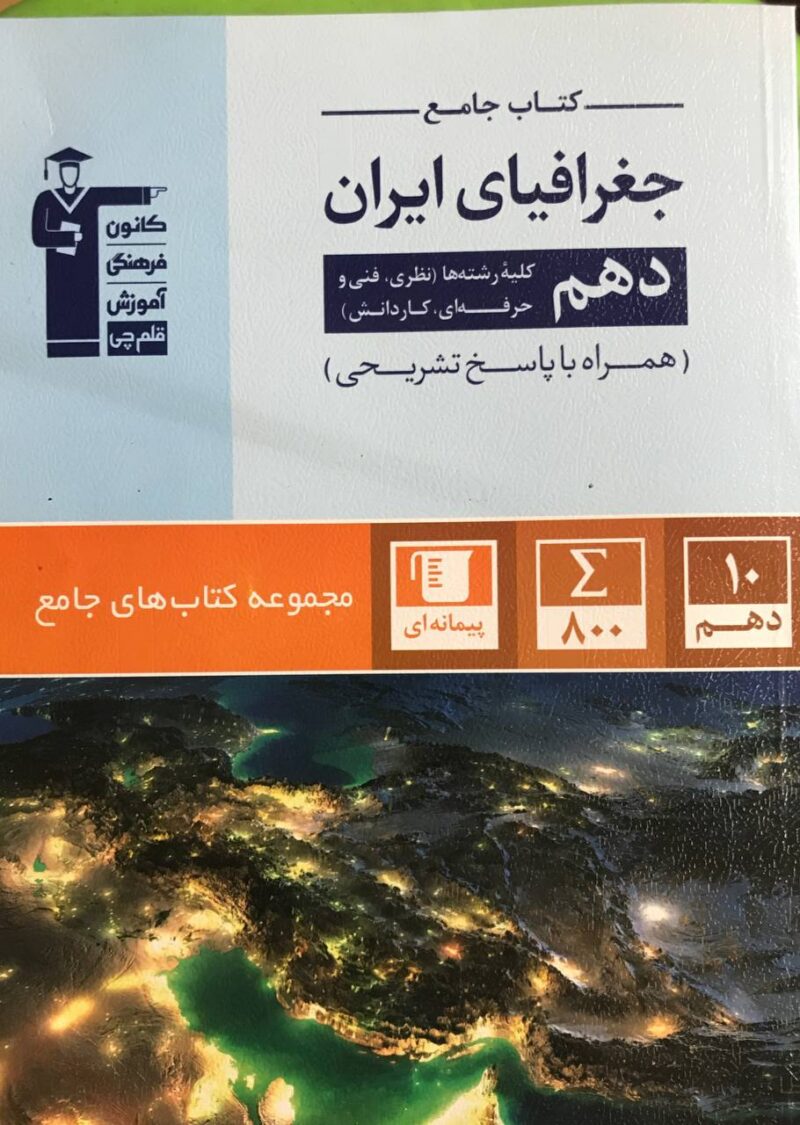 کتاب جامع
جغرافیای ایران
دهم
کلیهٔ رشته‌ها (نظری، فنی و
حرفه‌ای، کاردانش)
(همراه با پاسخ تشریحی)
کانون
فرهنگی
آموزش
قلم‌چی
۱۰
دهم
Σ
۸۰۰
پیمانه‌ای
مجموعه کتاب‌های جامع